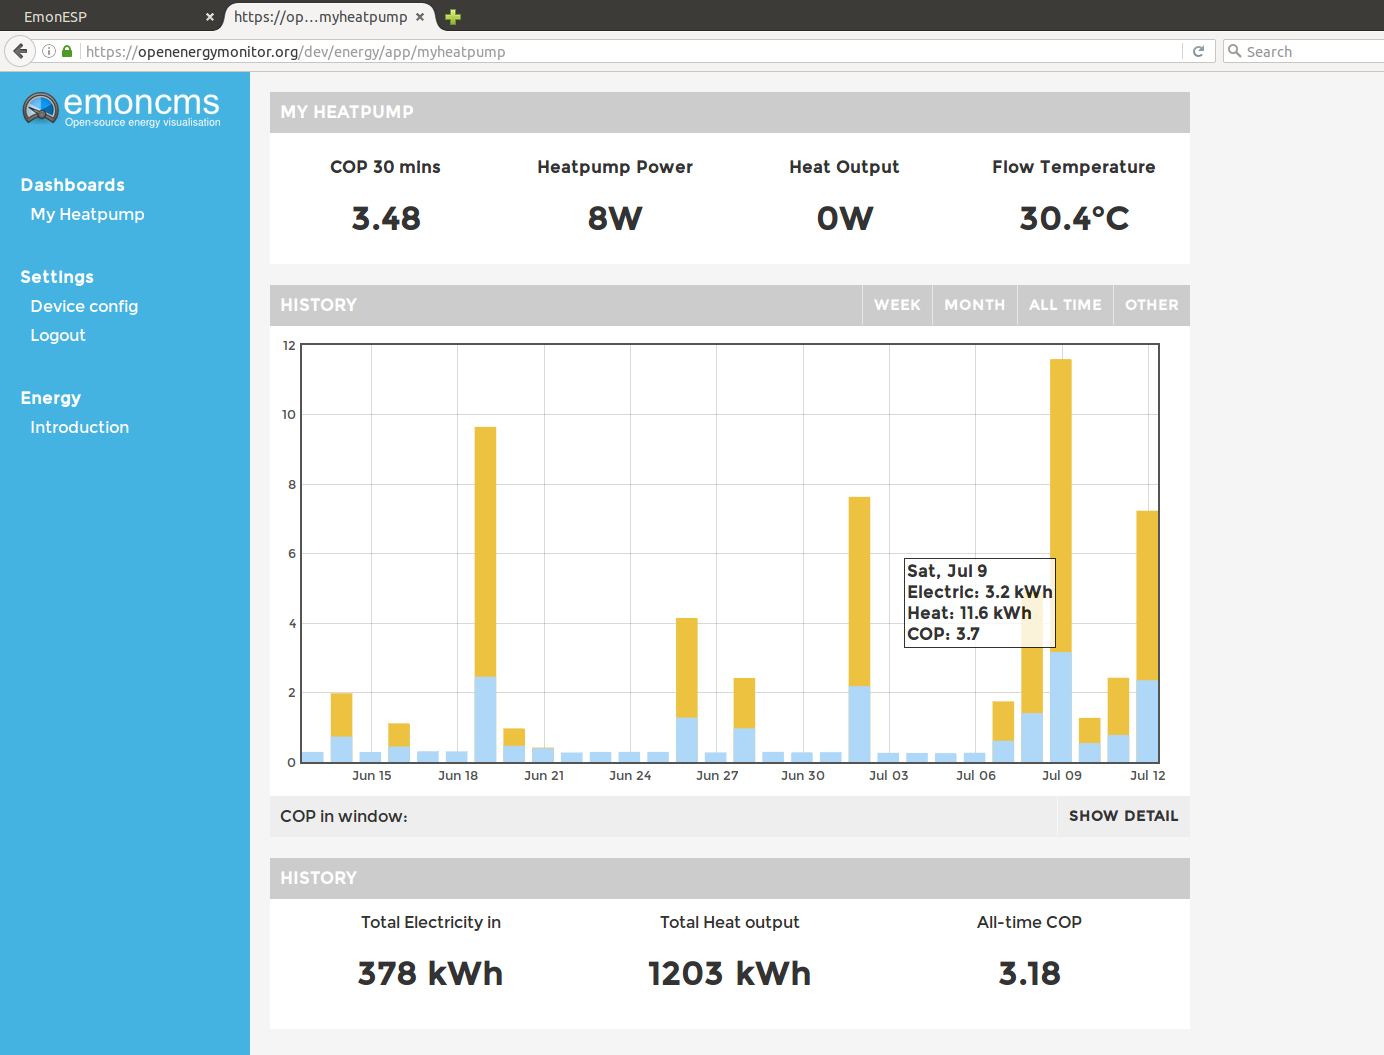 EmonESP
https://op...myheatpump
https://openenergymonitor.org/dev/energy/app/myheatpump
Search
emoncms
Open-source energy visualisation
Dashboards
My Heatpump
Settings
Device config
Logout
Energy
Introduction
MY HEATPUMP
COP 30 mins
Heatpump Power
Heat Output
Flow Temperature
3.48
8W
0W
30.4°C
HISTORY
WEEK
MONTH
ALL TIME
OTHER
12
10
8
6
4
2
0
Sat, Jul 9
Electric: 3.2 kWh
Heat: 11.6 kWh
COP: 3.7
Jun 15
Jun 18
Jun 21
Jun 24
Jun 27
Jun 30
Jul 03
Jul 06
Jul 09
Jul 12
COP in window:
SHOW DETAIL
HISTORY
Total Electricity in
Total Heat output
All-time COP
378 kWh
1203 kWh
3.18